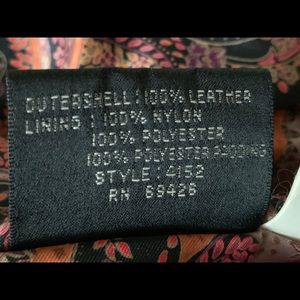 OUTERSHELL: 100% LEATHER
LINING : 100% NYLON
100% POLYESTER
100% POLYESTER PADDING
STYLE: 4152
RN 69426